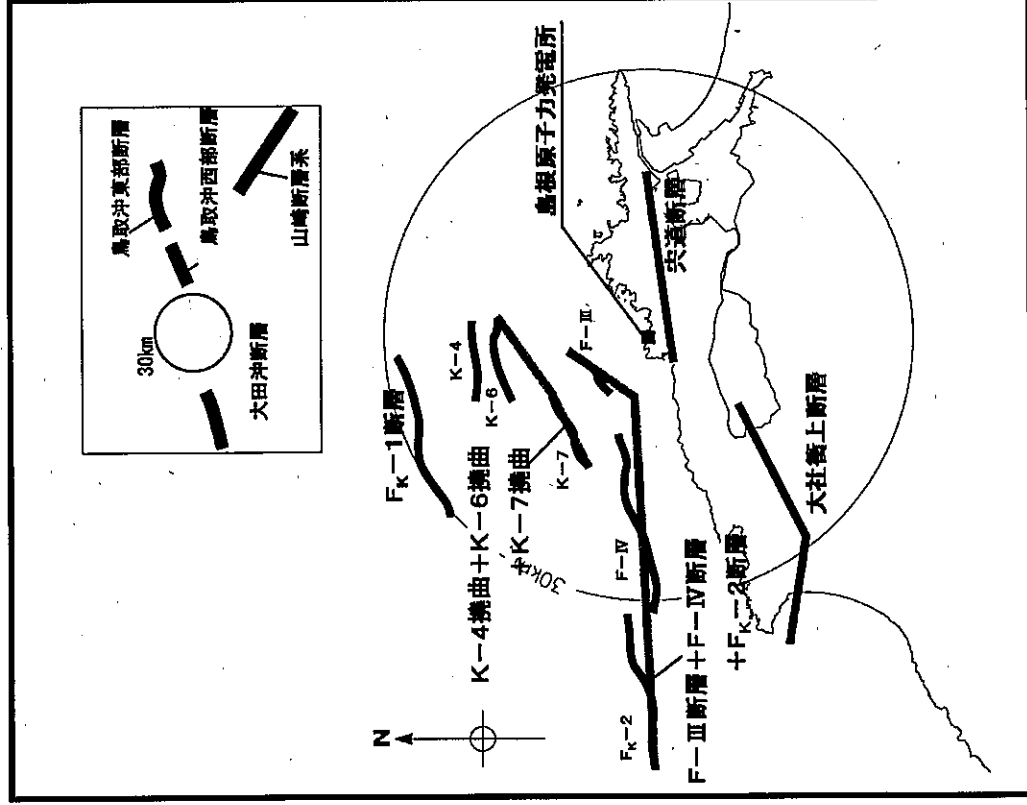 鳥取沖東部断層
鳥取沖西部断層
30km
大田沖断層
山崎断層系
N
FK－1断層
K－4撓曲＋K－6撓曲
＋K－7撓曲
K－4
K－6
K－7
30km
島根原子力発電所
F－Ⅲ
F－Ⅳ
FK－2
宍道断層
F－Ⅲ断層＋F－Ⅳ断層
＋FK－2断層
大社衝上断層